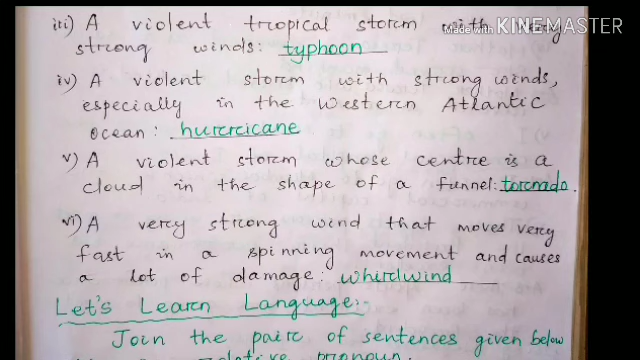 Made with KINEMASTER
iii) A violent tropical storm with very
strong winds: typhoon
iv) A violent storm with strong winds,
especially in the Western Atlantic
Ocean: hurricane
v) A violent storm whose centre is a
cloud in the shape of a funnel: tornado.
vi) A very strong wind that moves very
fast in a spinning movement and causes
a lot of damage: whirlwind
Let's Learn Language:-
Join the pair of sentences given below
relative pronoun.